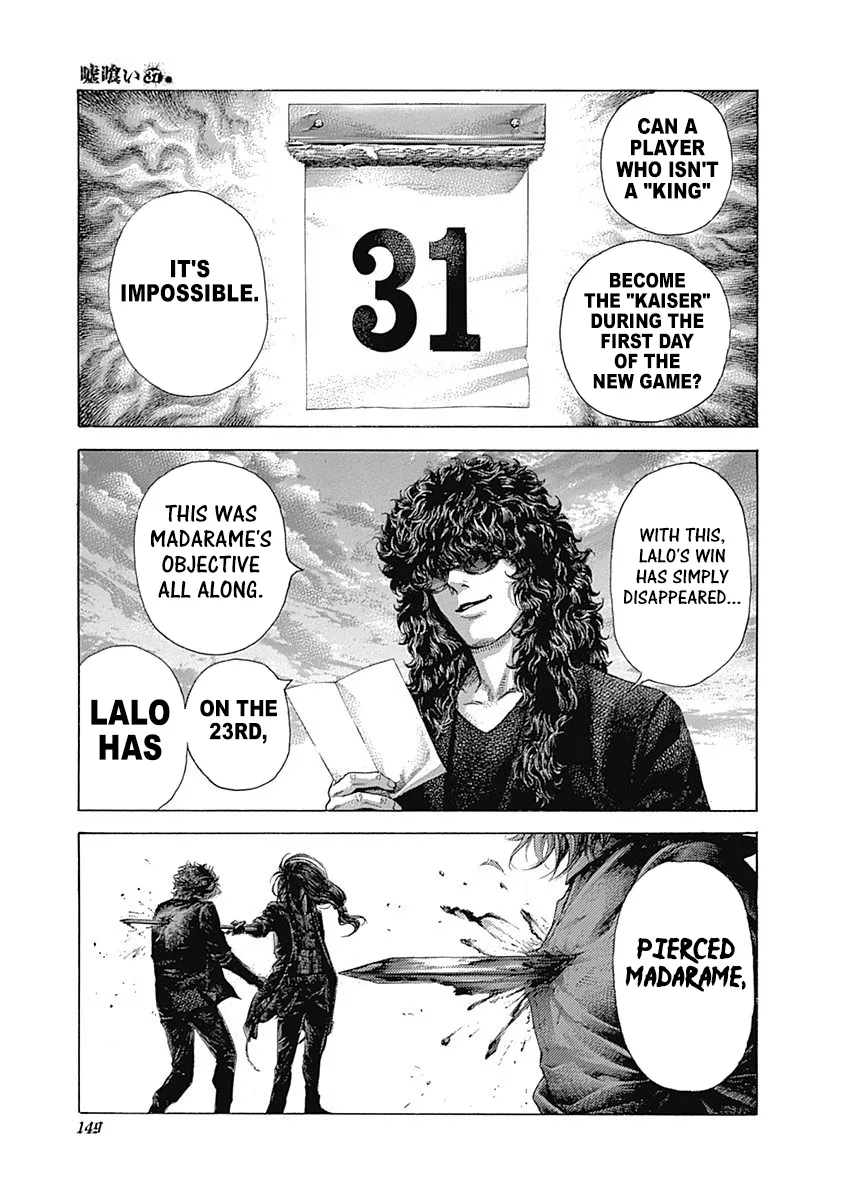 嘘喰い
CAN A
PLAYER
WHO ISN'T
A "KING"
BECOME
THE "KAISER"
DURING THE
FIRST DAY
OF THE
NEW GAME?
31
IT'S
IMPOSSIBLE.
WITH THIS,
LALO'S WIN
HAS SIMPLY
DISAPPEARED...
THIS WAS
MADARAME'S
OBJECTIVE
ALL ALONG.
ON THE
23RD,
LALO
HAS
PIERCED
MADARAME,
149